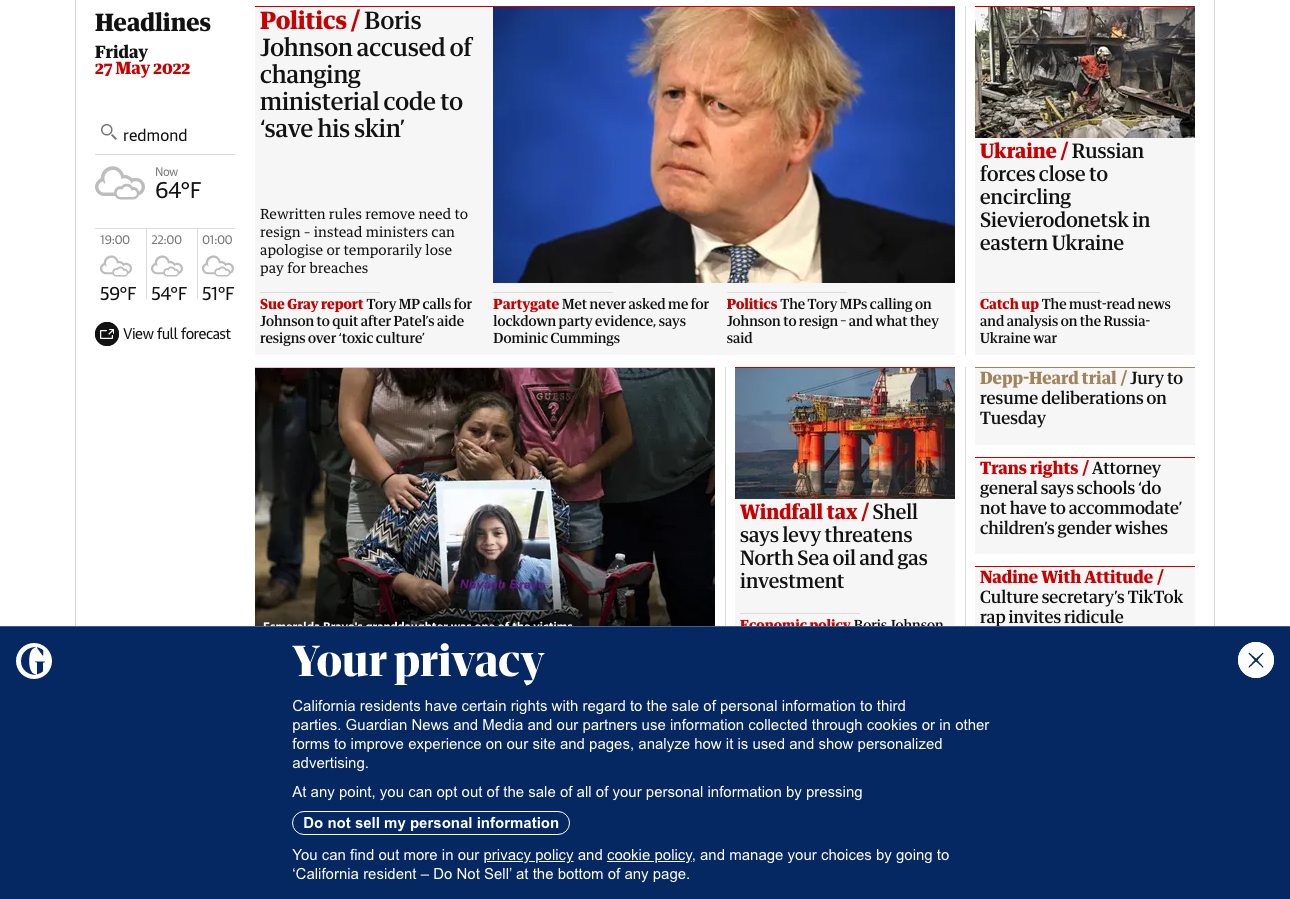 Headlines
Friday
27 May 2022
redmond
Now
64°F
19:00
59°F
22:00
54°F
01:00
51°F
View full forecast
Politics / Boris
Johnson accused of
changing
ministerial code to
‘save his skin’
Rewritten rules remove need to
resign – instead ministers can
apologise or temporarily lose
pay for breaches
Sue Gray report Tory MP calls for
Johnson to quit after Patel’s aide
resigns over ‘toxic culture’
Partygate Met never asked me for
lockdown party evidence, says
Dominic Cummings
Politics The Tory MPs calling on
Johnson to resign – and what they
said
Ukraine / Russian
forces close to
encircling
Sievierodonetsk in
eastern Ukraine
Catch up The must-read news
and analysis on the Russia-
Ukraine war
GUESS
?
Nevaeh Bravo
Esmeralda Bravo’s granddaughter was one of the victims
Windfall tax / Shell
says levy threatens
North Sea oil and gas
investment
Economic policy Boris Johnson
Depp-Heard trial / Jury to
resume deliberations on
Tuesday
Trans rights / Attorney
general says schools ‘do
not have to accommodate’
children’s gender wishes
Nadine With Attitude /
Culture secretary’s TikTok
rap invites ridicule
Your privacy
California residents have certain rights with regard to the sale of personal information to third
parties. Guardian News and Media and our partners use information collected through cookies or in other
forms to improve experience on our site and pages, analyze how it is used and show personalized
advertising.
At any point, you can opt out of the sale of all of your personal information by pressing
Do not sell my personal information
You can find out more in our privacy policy and cookie policy, and manage your choices by going to
‘California resident – Do Not Sell’ at the bottom of any page.